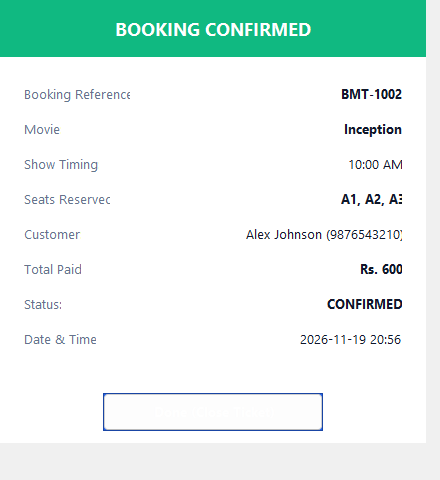 BOOKING CONFIRMED
Booking Reference BMT-1002
Movie Inception
Show Timing 10:00 AM
Seats Reserved A1, A2, A3
Customer Alex Johnson (9876543210)
Total Paid Rs. 600
Status: CONFIRMED
Date & Time 2026-11-19 20:56